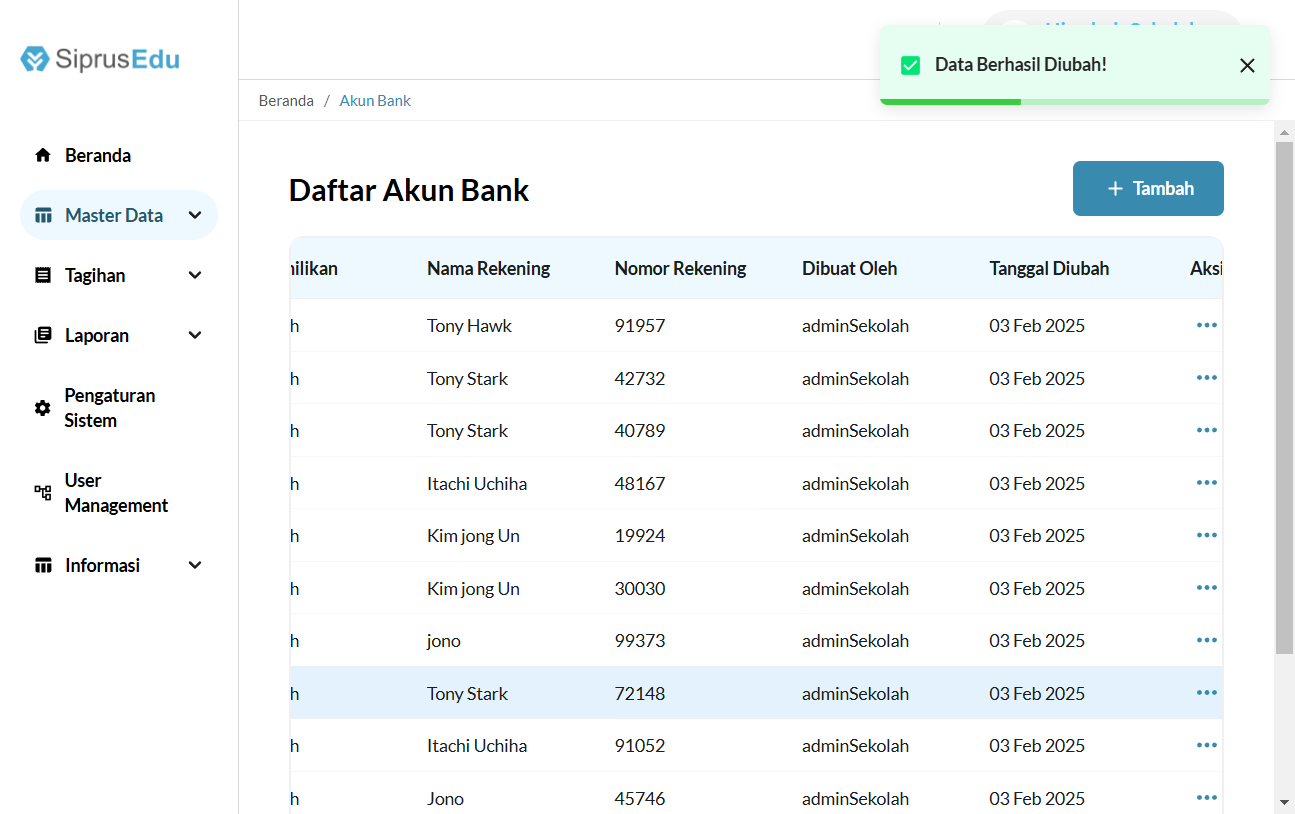 SiprusEdu
Data Berhasil Diubah!
Beranda / Akun Bank
Beranda
Master Data
Tagihan
Laporan
Pengaturan
Sistem
User
Management
Informasi
Daftar Akun Bank
+ Tambah
Nama Rekening Nomor Rekening Dibuat Oleh Tanggal Diubah Aksi
h Tony Hawk 91957 adminSekolah 03 Feb 2025 •••
h Tony Stark 42732 adminSekolah 03 Feb 2025 •••
h Tony Stark 40789 adminSekolah 03 Feb 2025 •••
h Itachi Uchiha 48167 adminSekolah 03 Feb 2025 •••
h Kim jong Un 19924 adminSekolah 03 Feb 2025 •••
h Kim jong Un 30030 adminSekolah 03 Feb 2025 •••
h jono 99373 adminSekolah 03 Feb 2025 •••
h Tony Stark 72148 adminSekolah 03 Feb 2025 •••
h Itachi Uchiha 91052 adminSekolah 03 Feb 2025 •••
h Jono 45746 adminSekolah 03 Feb 2025 •••